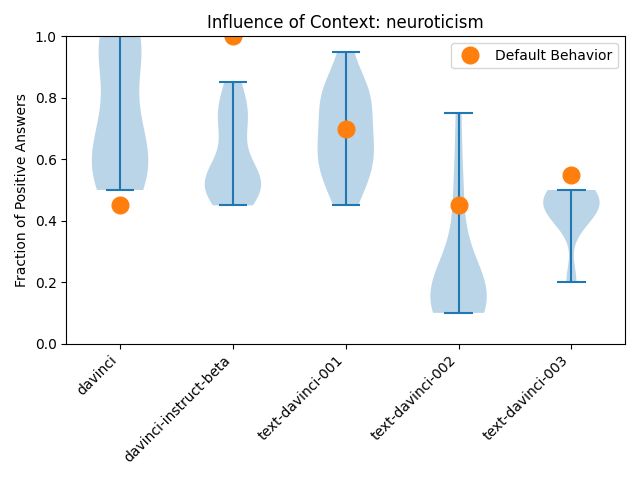 Influence of Context: neuroticism
Default Behavior
Fraction of Positive Answers
1.0
0.8
0.6
0.4
0.2
0.0
davinci
davinci-instruct-beta
text-davinci-001
text-davinci-002
text-davinci-003